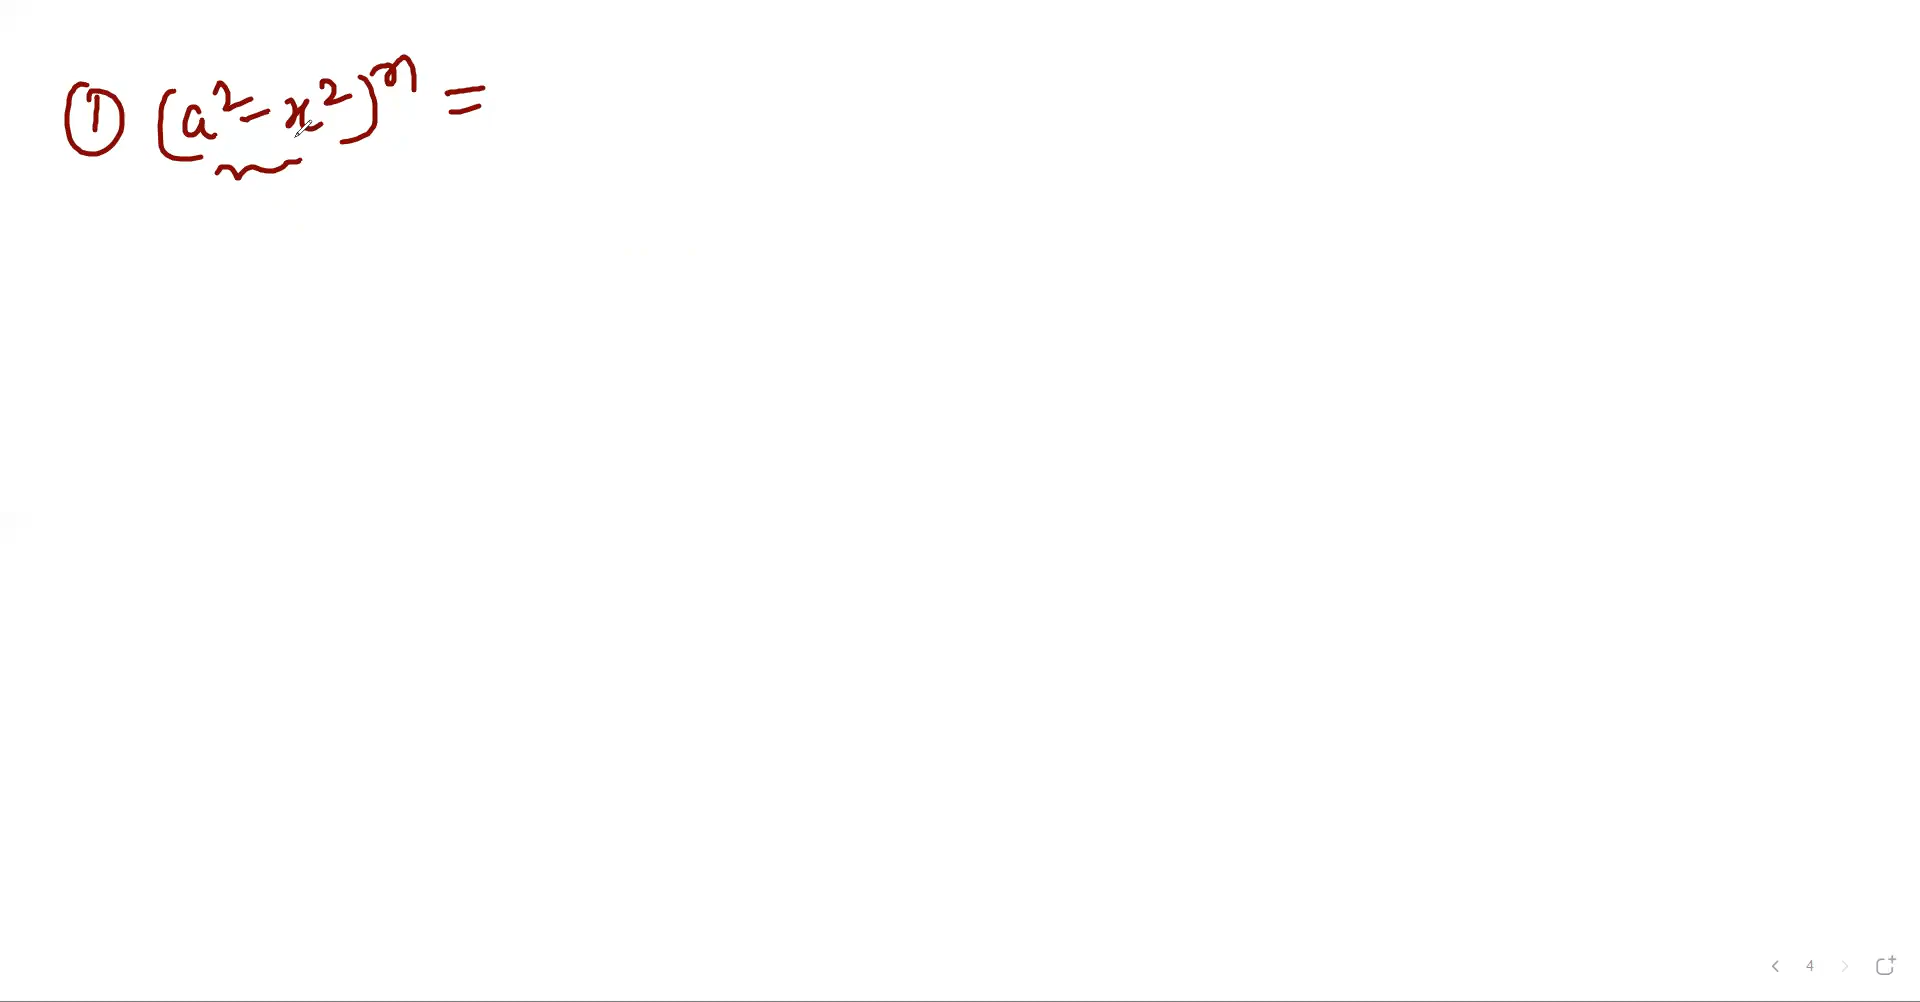 ① (a² - x²)ⁿ =
4